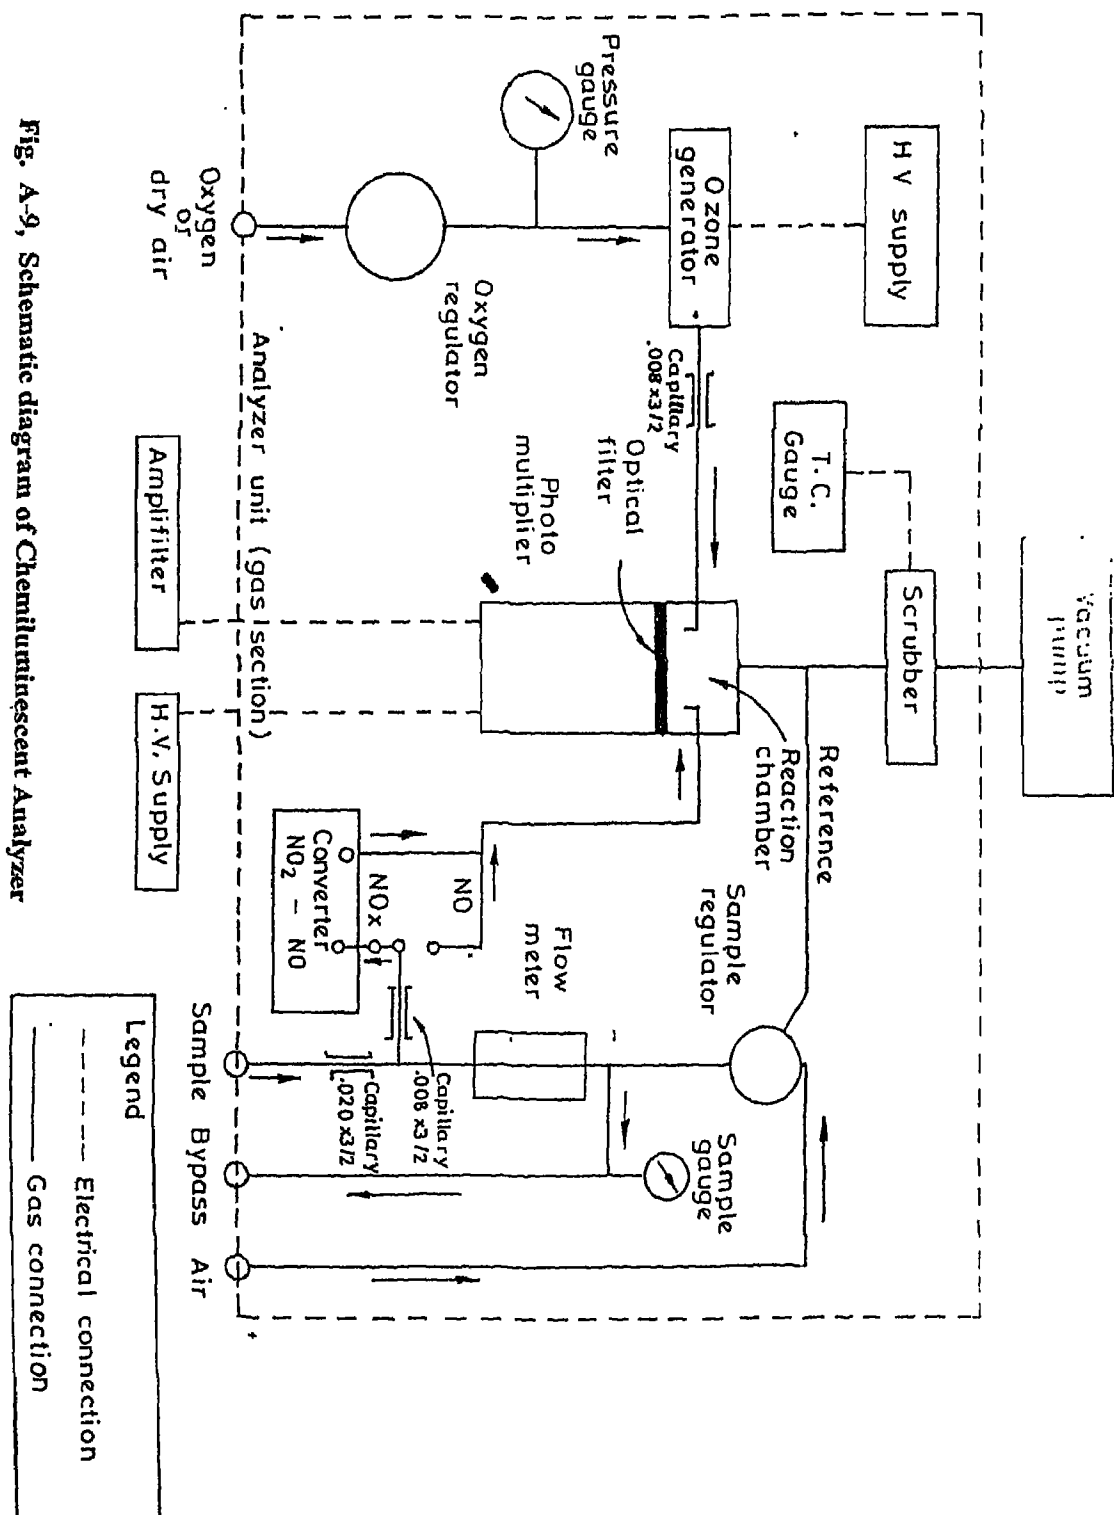 Vacuum
pump
H V supply
T.C.
Gauge
Scrubber
Ozone
generator
Pressure
gauge
Capillary
.008 x3/2
Reference
Reaction
chamber
Optical
filter
Photo
multiplier
Sample
regulator
Sample
gauge
Oxygen
regulator
Flow
meter
NO
NOx
Converter
NO2 - NO
Capillary
.008 x3/2
Capillary
.020 x3/2
Analyzer unit (gas section)
Oxygen
or
dry air
Sample Bypass Air
Amplifilter
H.V. Supply
Legend
Electrical connection
Gas connection
Fig. A-9, Schematic diagram of Chemiluminescent Analyzer